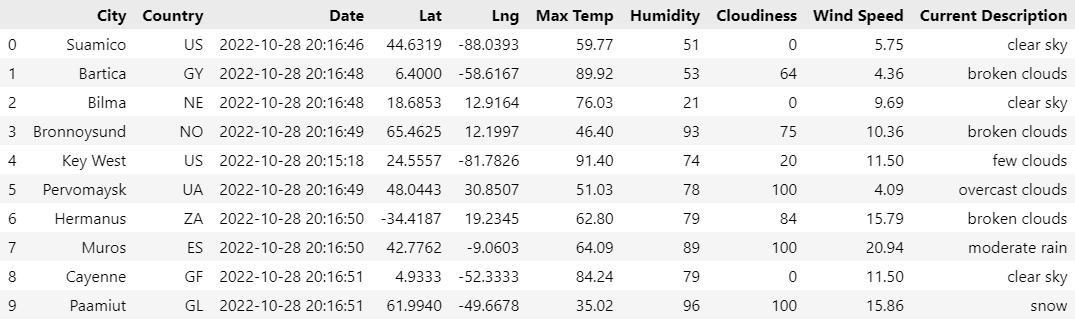 City Country Date Lat Lng Max Temp Humidity Cloudiness Wind Speed Current Description
0 Suamico US 2022-10-28 20:16:46 44.6319 -88.0393 59.77 51 0 5.75 clear sky
1 Bartica GY 2022-10-28 20:16:48 6.4000 -58.6167 89.92 53 64 4.36 broken clouds
2 Bilma NE 2022-10-28 20:16:48 18.6853 12.9164 76.03 21 0 9.69 clear sky
3 Bronnoysund NO 2022-10-28 20:16:49 65.4625 12.1997 46.40 93 75 10.36 broken clouds
4 Key West US 2022-10-28 20:15:18 24.5557 -81.7826 91.40 74 20 11.50 few clouds
5 Pervomaysk UA 2022-10-28 20:16:49 48.0443 30.8507 51.03 78 100 4.09 overcast clouds
6 Hermanus ZA 2022-10-28 20:16:50 -34.4187 19.2345 62.80 79 84 15.79 broken clouds
7 Muros ES 2022-10-28 20:16:50 42.7762 -9.0603 64.09 89 100 20.94 moderate rain
8 Cayenne GF 2022-10-28 20:16:51 4.9333 -52.3333 84.24 79 0 11.50 clear sky
9 Paamiut GL 2022-10-28 20:16:51 61.9940 -49.6678 35.02 96 100 15.86 snow